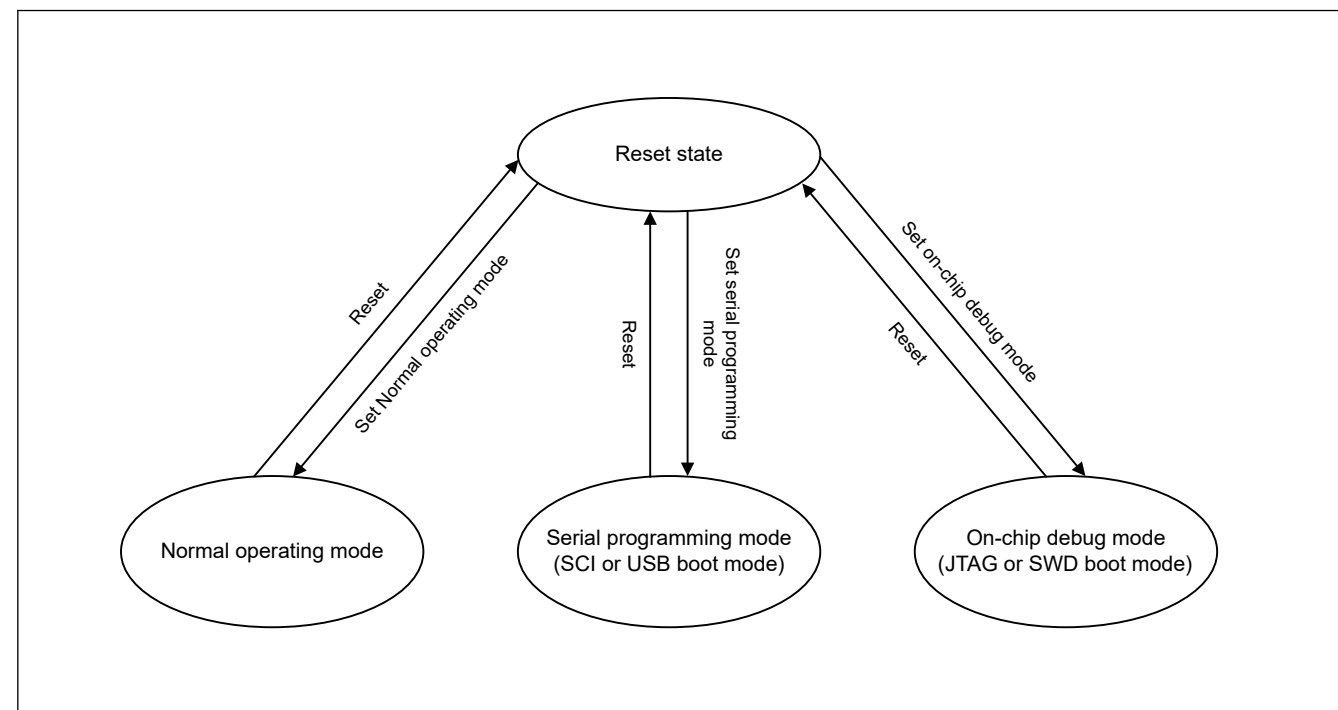 Reset state
Reset
Set Normal operating mode
Reset
Set serial programming
mode
Set on-chip debug mode
Reset
Normal operating mode
Serial programming mode
(SCI or USB boot mode)
On-chip debug mode
(JTAG or SWD boot mode)